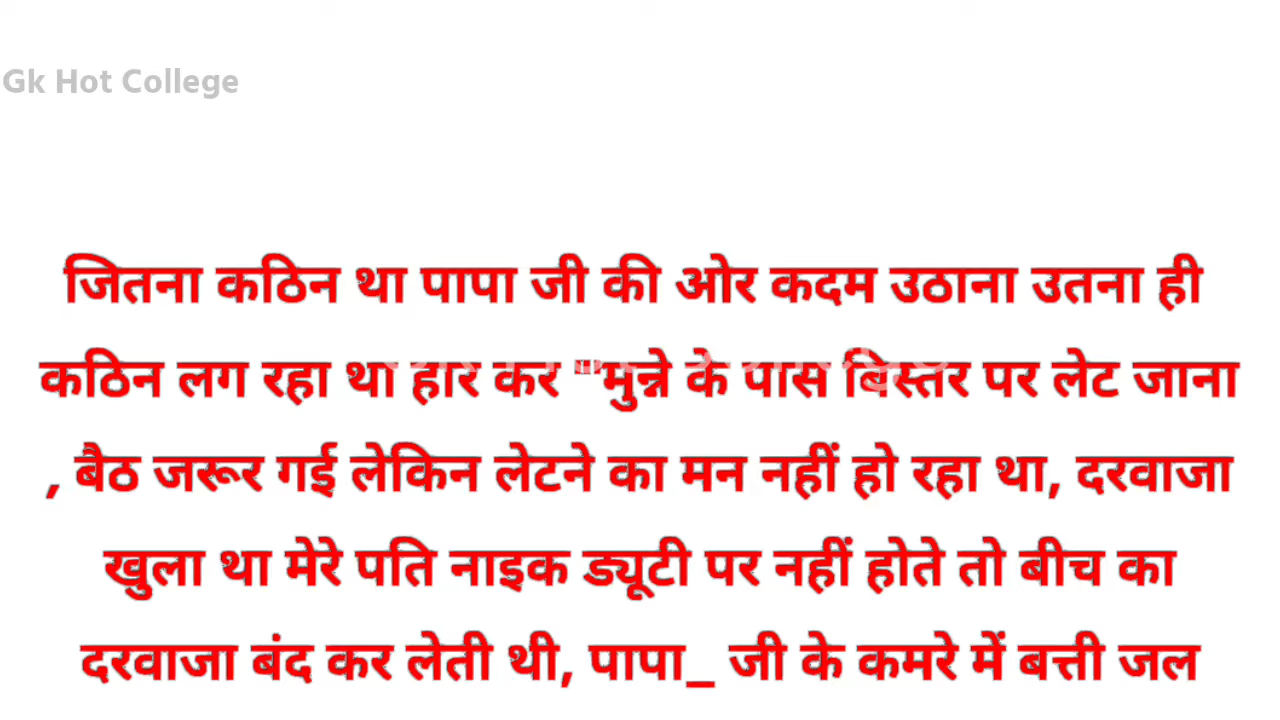 Gk Hot College
जितना कठिन था पापा जी की ओर कदम उठाना उतना ही
कठिन लग रहा था हार कर "मुन्ने के पास बिस्तर पर लेट जाना
, बैठ जरूर गई लेकिन लेटने का मन नहीं हो रहा था, दरवाजा
खुला था मेरे पति नाइक ड्यूटी पर नहीं होते तो बीच का
दरवाजा बंद कर लेती थी, पापा_ जी के कमरे में बत्ती जल